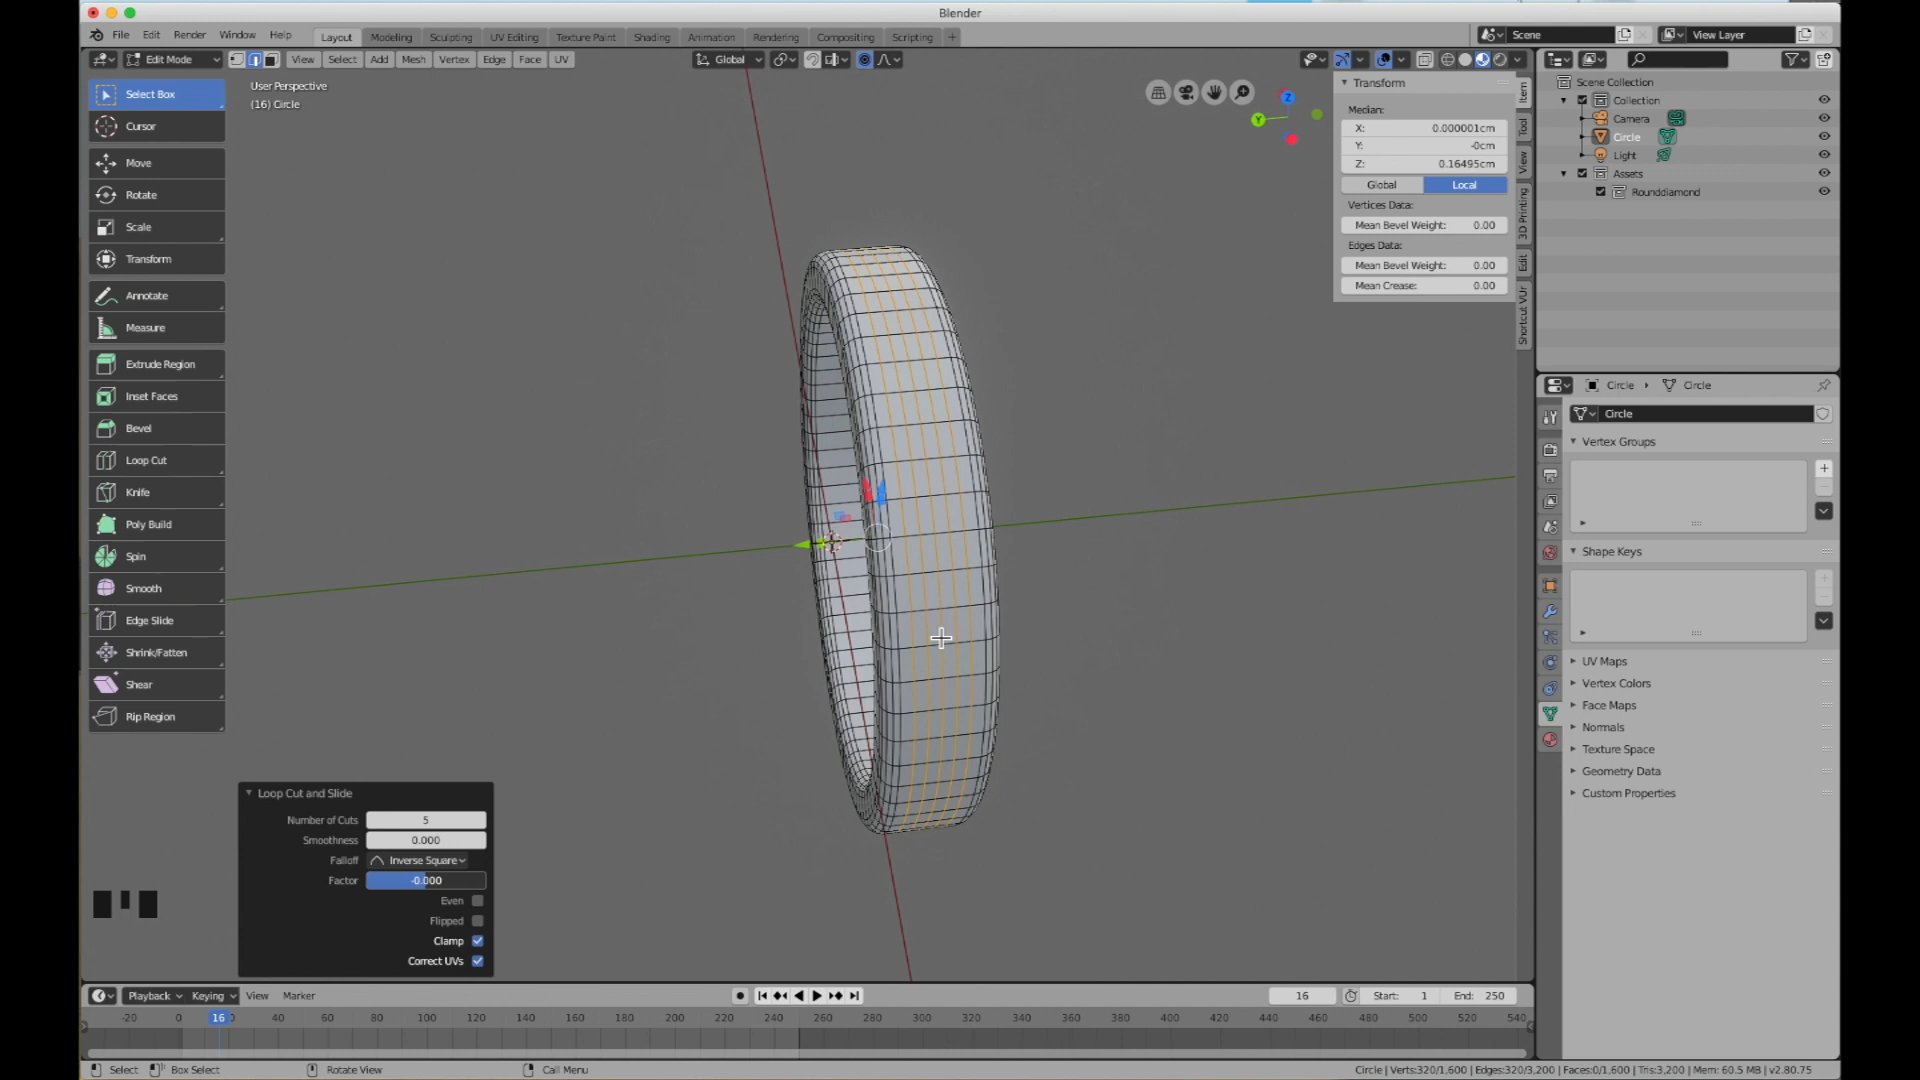 Blender
File Edit Render Window Help
Layout Modeling Sculpting UV Editing Texture Paint Shading Animation Rendering Compositing Scripting +
Scene
View Layer
Edit Mode
View Select Add Mesh Vertex Edge Face UV
Global
Select Box
Cursor
Move
Rotate
Scale
Transform
Annotate
Measure
Extrude Region
Inset Faces
Bevel
Loop Cut
Knife
Poly Build
Spin
Smooth
Edge Slide
Shrink/Fatten
Shear
Rip Region
User Perspective
(16) Circle
Z
Y
Transform
Median:
X: 0.000001cm
Y: -0cm
Z: 0.16495cm
Global Local
Vertices Data:
Mean Bevel Weight: 0.00
Edges Data:
Mean Bevel Weight: 0.00
Mean Crease: 0.00
Item
Tool
View
3D Printing
Edit
Shortcut VUr
Scene Collection
Collection
Camera
Circle
Light
Assets
Rounddiamond
Circle Circle
Circle
Vertex Groups
Shape Keys
UV Maps
Vertex Colors
Face Maps
Normals
Texture Space
Geometry Data
Custom Properties
Loop Cut and Slide
Number of Cuts 5
Smoothness 0.000
Falloff Inverse Square
Factor -0.000
Even
Flipped
Clamp
Correct UVs
Playback Keying View Marker
16
Start: 1 End: 250
-20 0 16 40 60 80 100 120 140 160 180 200 220 240 260 280 300 320 340 360 380 400 420 440 460 480 500 520 540
Select Box Select Rotate View Call Menu
Circle | Verts:320/1,600 | Edges:320/3,200 | Faces:0/1,600 | Tris:3,200 | Mem: 60.5 MB | v2.80.75